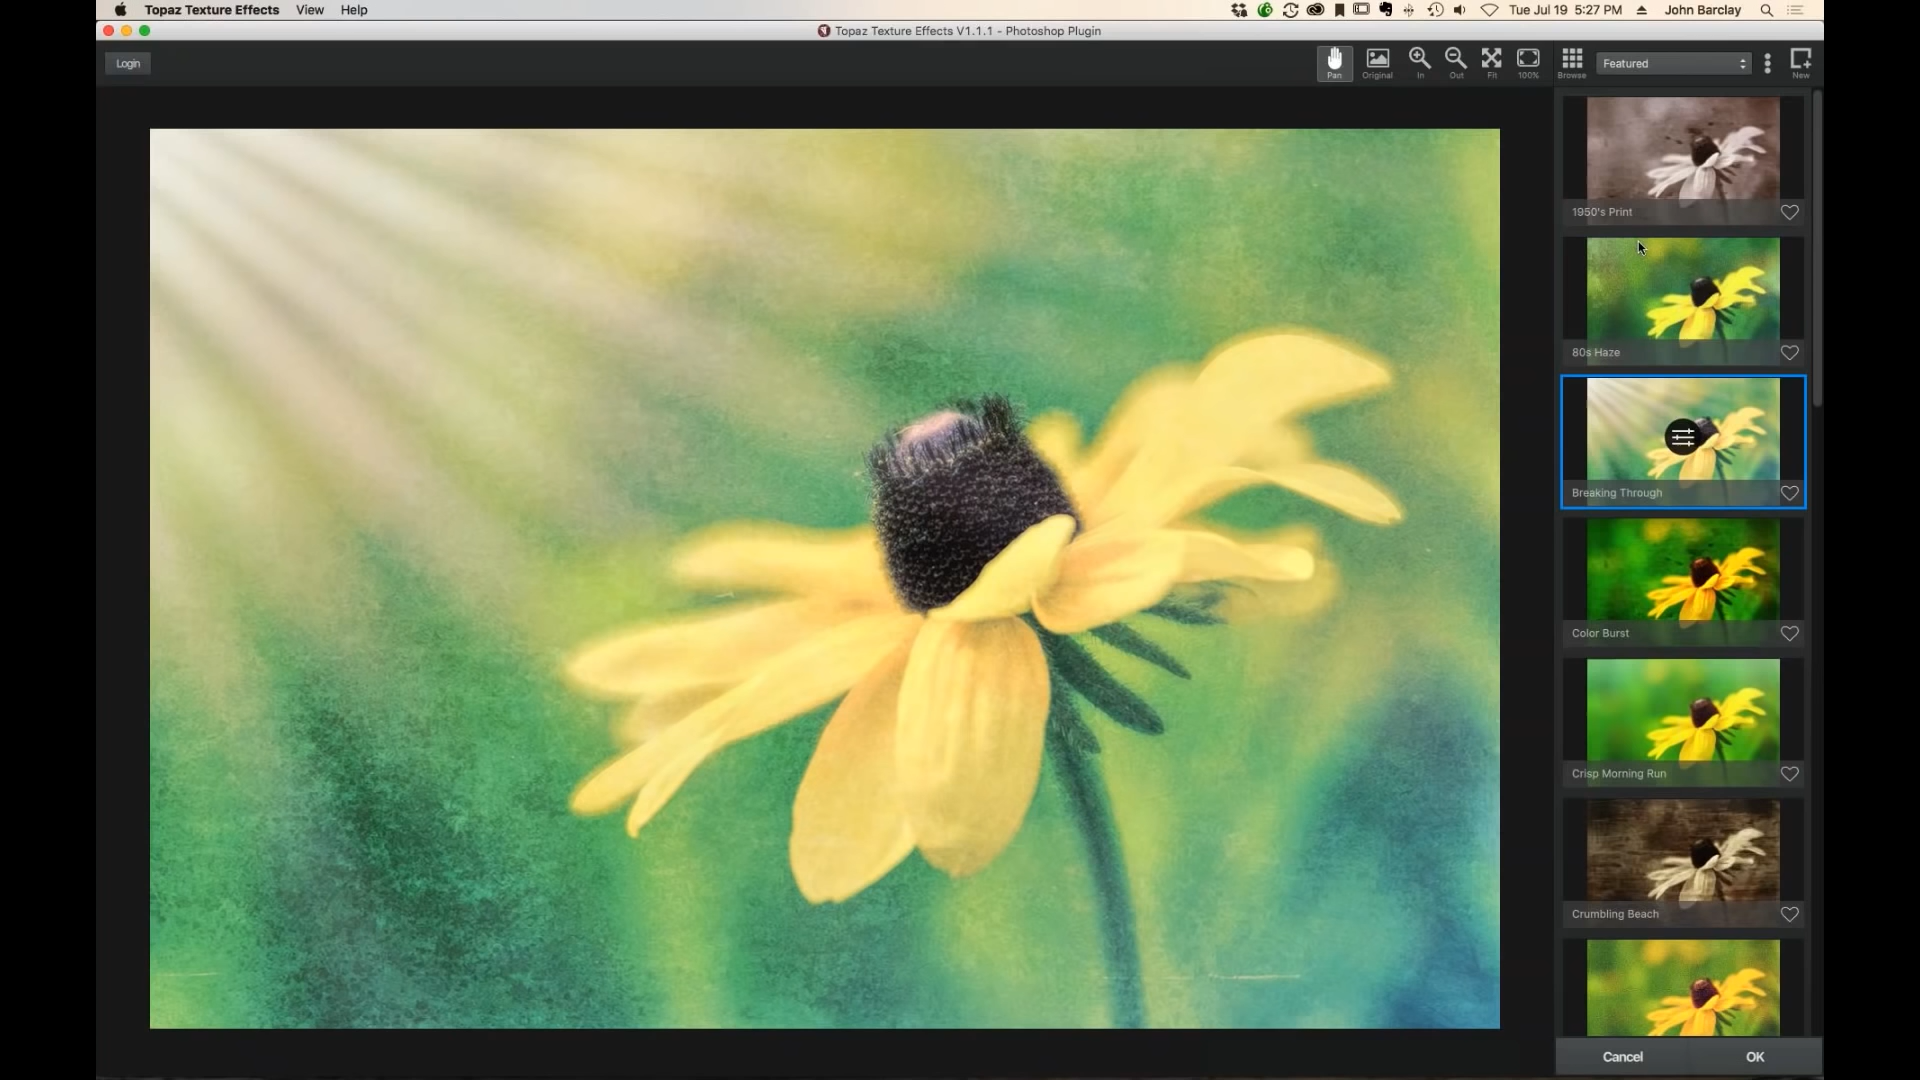 Topaz Texture Effects View Help
Tue Jul 19 5:27 PM John Barclay
Topaz Texture Effects V1.1.1 - Photoshop Plugin
Login
Pan Original In Out Fit 100% Browse Featured New
1950's Print
80s Haze
Breaking Through
Color Burst
Crisp Morning Run
Crumbling Beach
Cancel OK